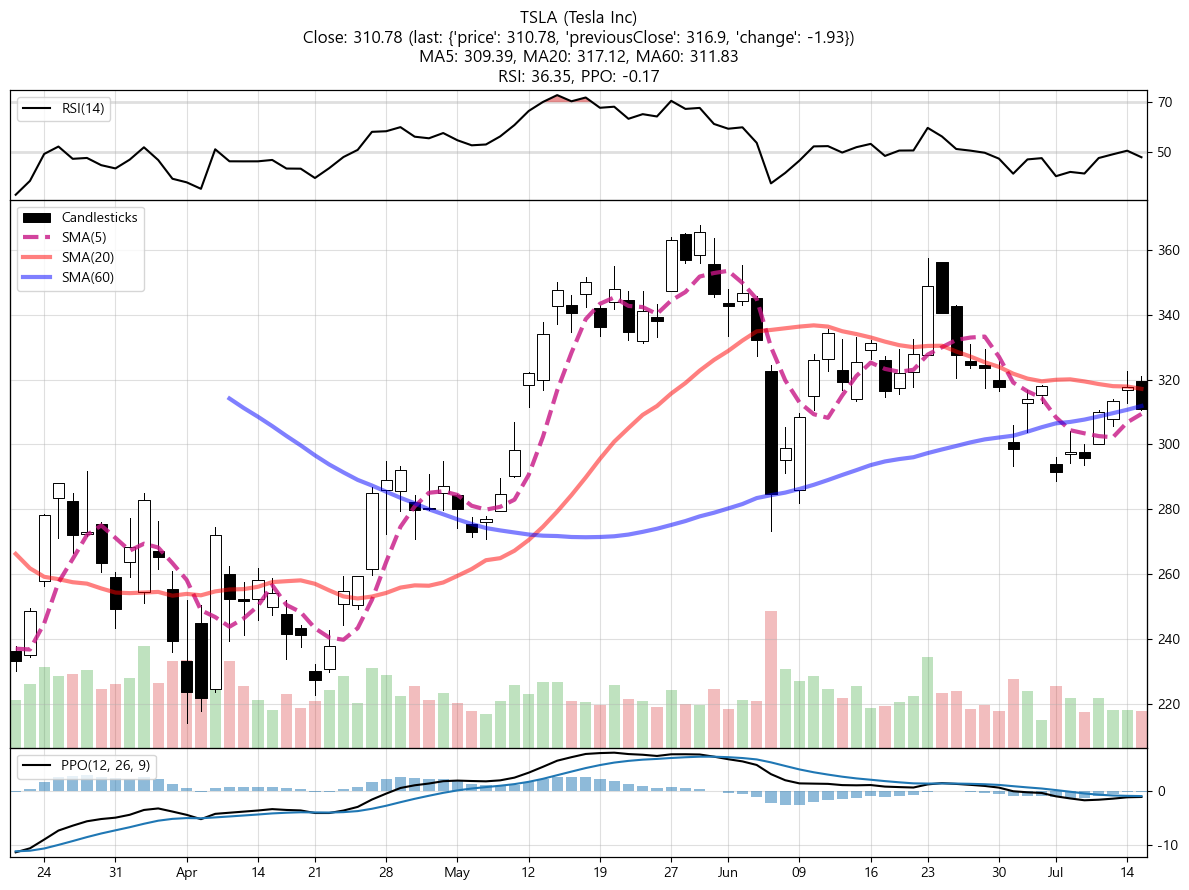 TSLA (Tesla Inc)
Close: 310.78 (last: {'price': 310.78, 'previousClose': 316.9, 'change': -1.93})
MA5: 309.39, MA20: 317.12, MA60: 311.83
RSI: 36.35, PPO: -0.17
RSI(14)
70
50
Candlesticks
SMA(5)
SMA(20)
SMA(60)
360
340
320
300
280
260
240
220
PPO(12, 26, 9)
0
-10
24 31 Apr 14 21 28 May 12 19 27 Jun 09 16 23 Jul 14